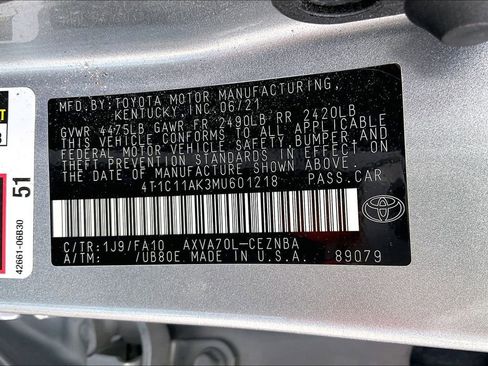 MFD.BY:TOYOTA MOTOR MANUFACTURING,
KENTUCKY, INC. 06/21
GVWR 4475LB GAWR FR 2490LB RR 2420LB
THIS VEHICLE CONFORMS TO ALL APPLICABLE
FEDERAL MOTOR VEHICLE SAFETY, BUMPER, AND
THEFT PREVENTION STANDARDS IN EFFECT ON
THE DATE OF MANUFACTURE SHOWN ABOVE.
4T1C11AK3MU601218 PASS.CAR
C/TR:1J9/FA10 AXVA70L-CEZNBA
A/TM: /UB80E. MADE IN U.S.A. 89079
51
42661-06B30